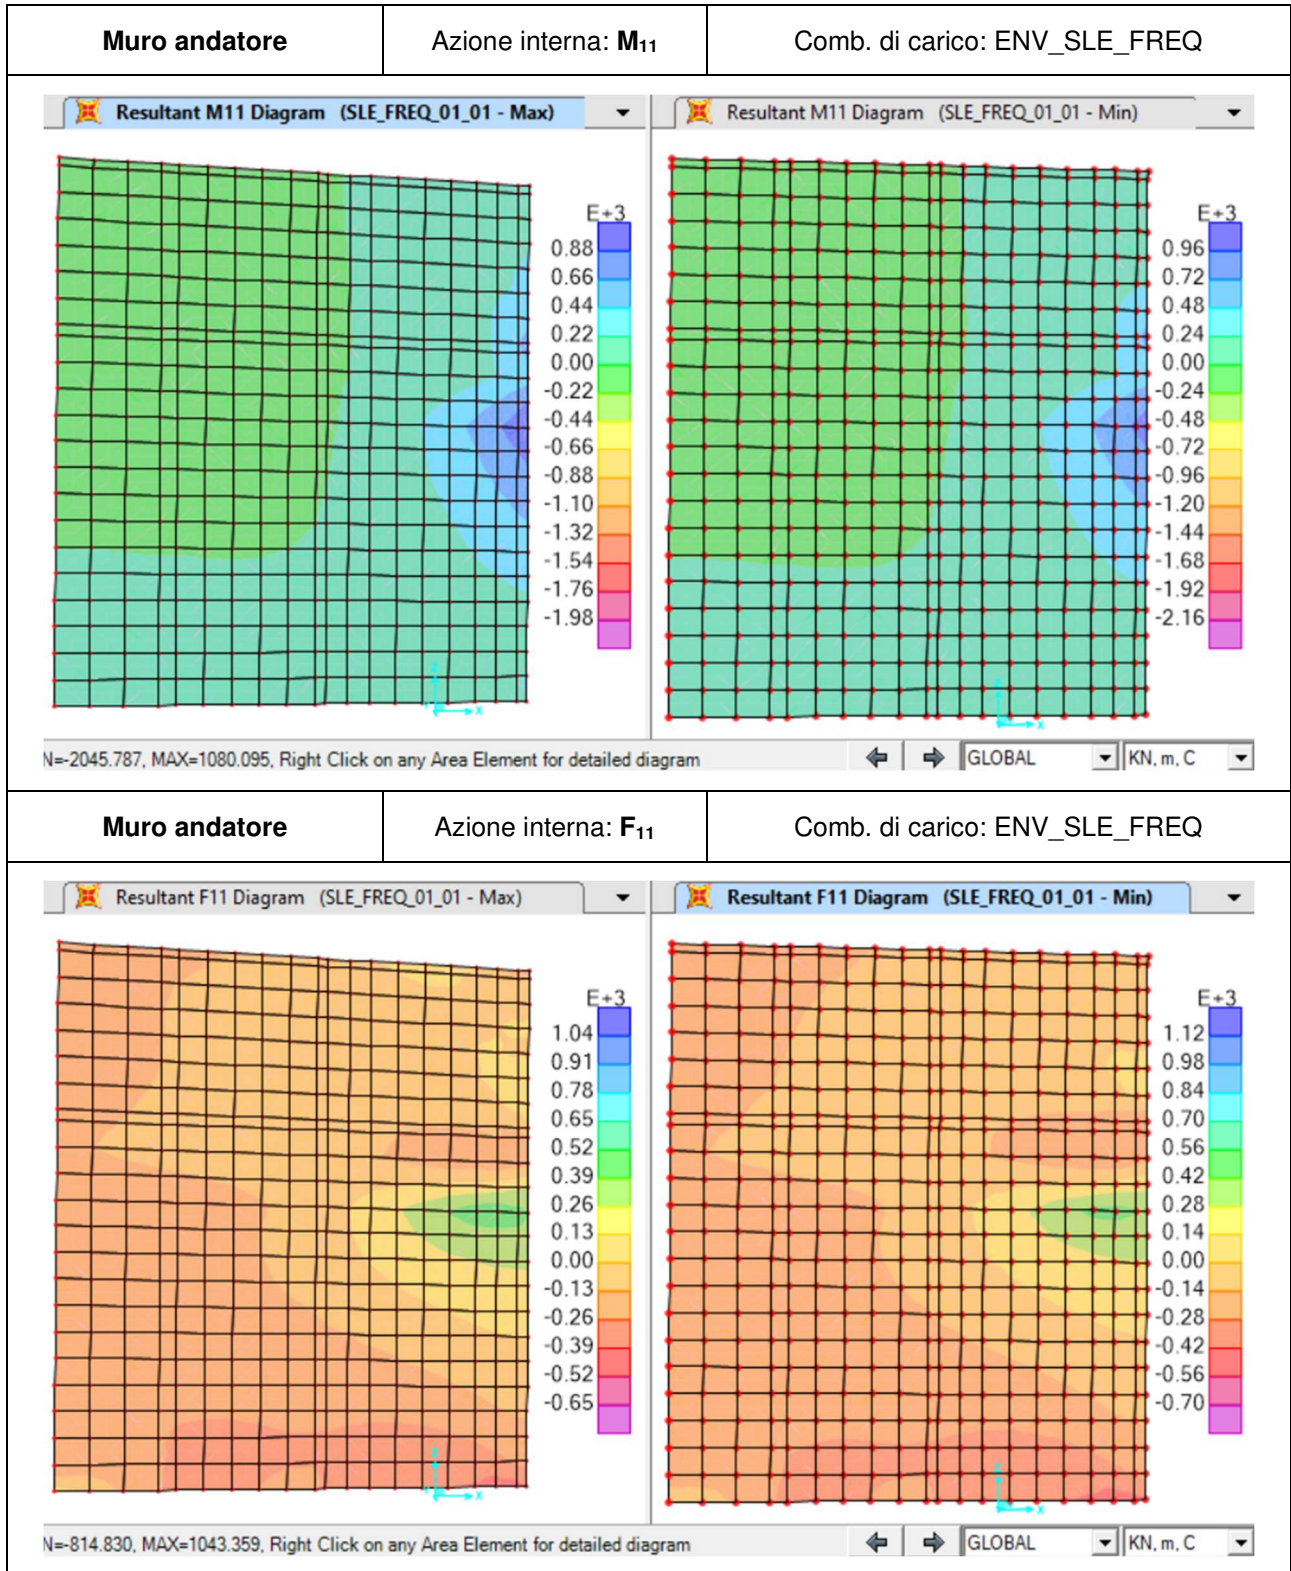 Muro andatore Azione interna: M11 Comb. di carico: ENV_SLE_FREQ
Resultant M11 Diagram (SLE_FREQ_01_01 - Max)
Resultant M11 Diagram (SLE_FREQ_01_01 - Min)
E+3
0.88
0.66
0.44
0.22
0.00
-0.22
-0.44
-0.66
-0.88
-1.10
-1.32
-1.54
-1.76
-1.98
Z
X
E+3
0.96
0.72
0.48
0.24
0.00
-0.24
-0.48
-0.72
-0.96
-1.20
-1.44
-1.68
-1.92
-2.16
X
N=-2045.787, MAX=1080.095, Right Click on any Area Element for detailed diagram
GLOBAL
KN, m, C
Muro andatore Azione interna: F11 Comb. di carico: ENV_SLE_FREQ
Resultant F11 Diagram (SLE_FREQ_01_01 - Max)
Resultant F11 Diagram (SLE_FREQ_01_01 - Min)
E+3
1.04
0.91
0.78
0.65
0.52
0.39
0.26
0.13
0.00
-0.13
-0.26
-0.39
-0.52
-0.65
Z
X
E+3
1.12
0.98
0.84
0.70
0.56
0.42
0.28
0.14
0.00
-0.14
-0.28
-0.42
-0.56
-0.70
X
N=-814.830, MAX=1043.359, Right Click on any Area Element for detailed diagram
GLOBAL
KN, m, C